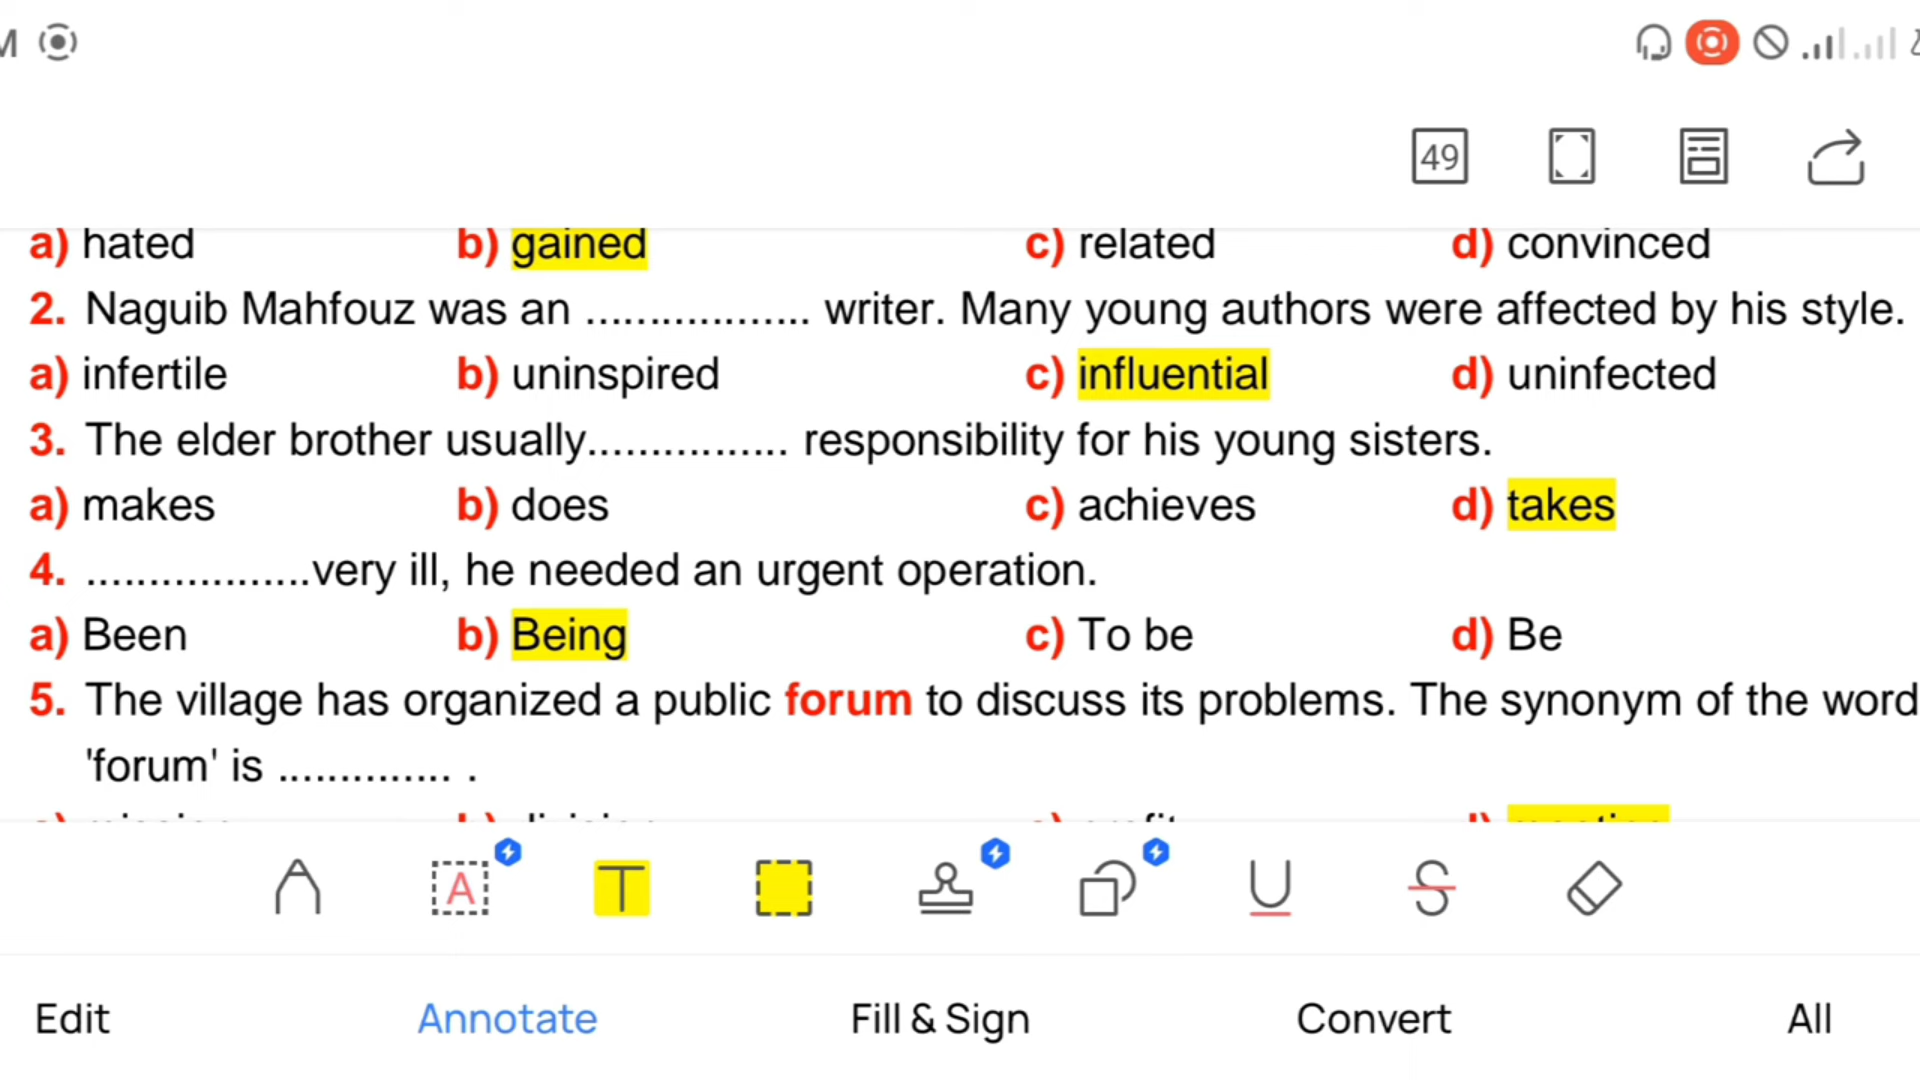 M
49
a) hated b) gained c) related d) convinced
2. Naguib Mahfouz was an .................. writer. Many young authors were affected by his style.
a) infertile b) uninspired c) influential d) uninfected
3. The elder brother usually................ responsibility for his young sisters.
a) makes b) does c) achieves d) takes
4. ..................very ill, he needed an urgent operation.
a) Been b) Being c) To be d) Be
5. The village has organized a public forum to discuss its problems. The synonym of the word
'forum' is .............. .
A T U S
Edit Annotate Fill & Sign Convert All